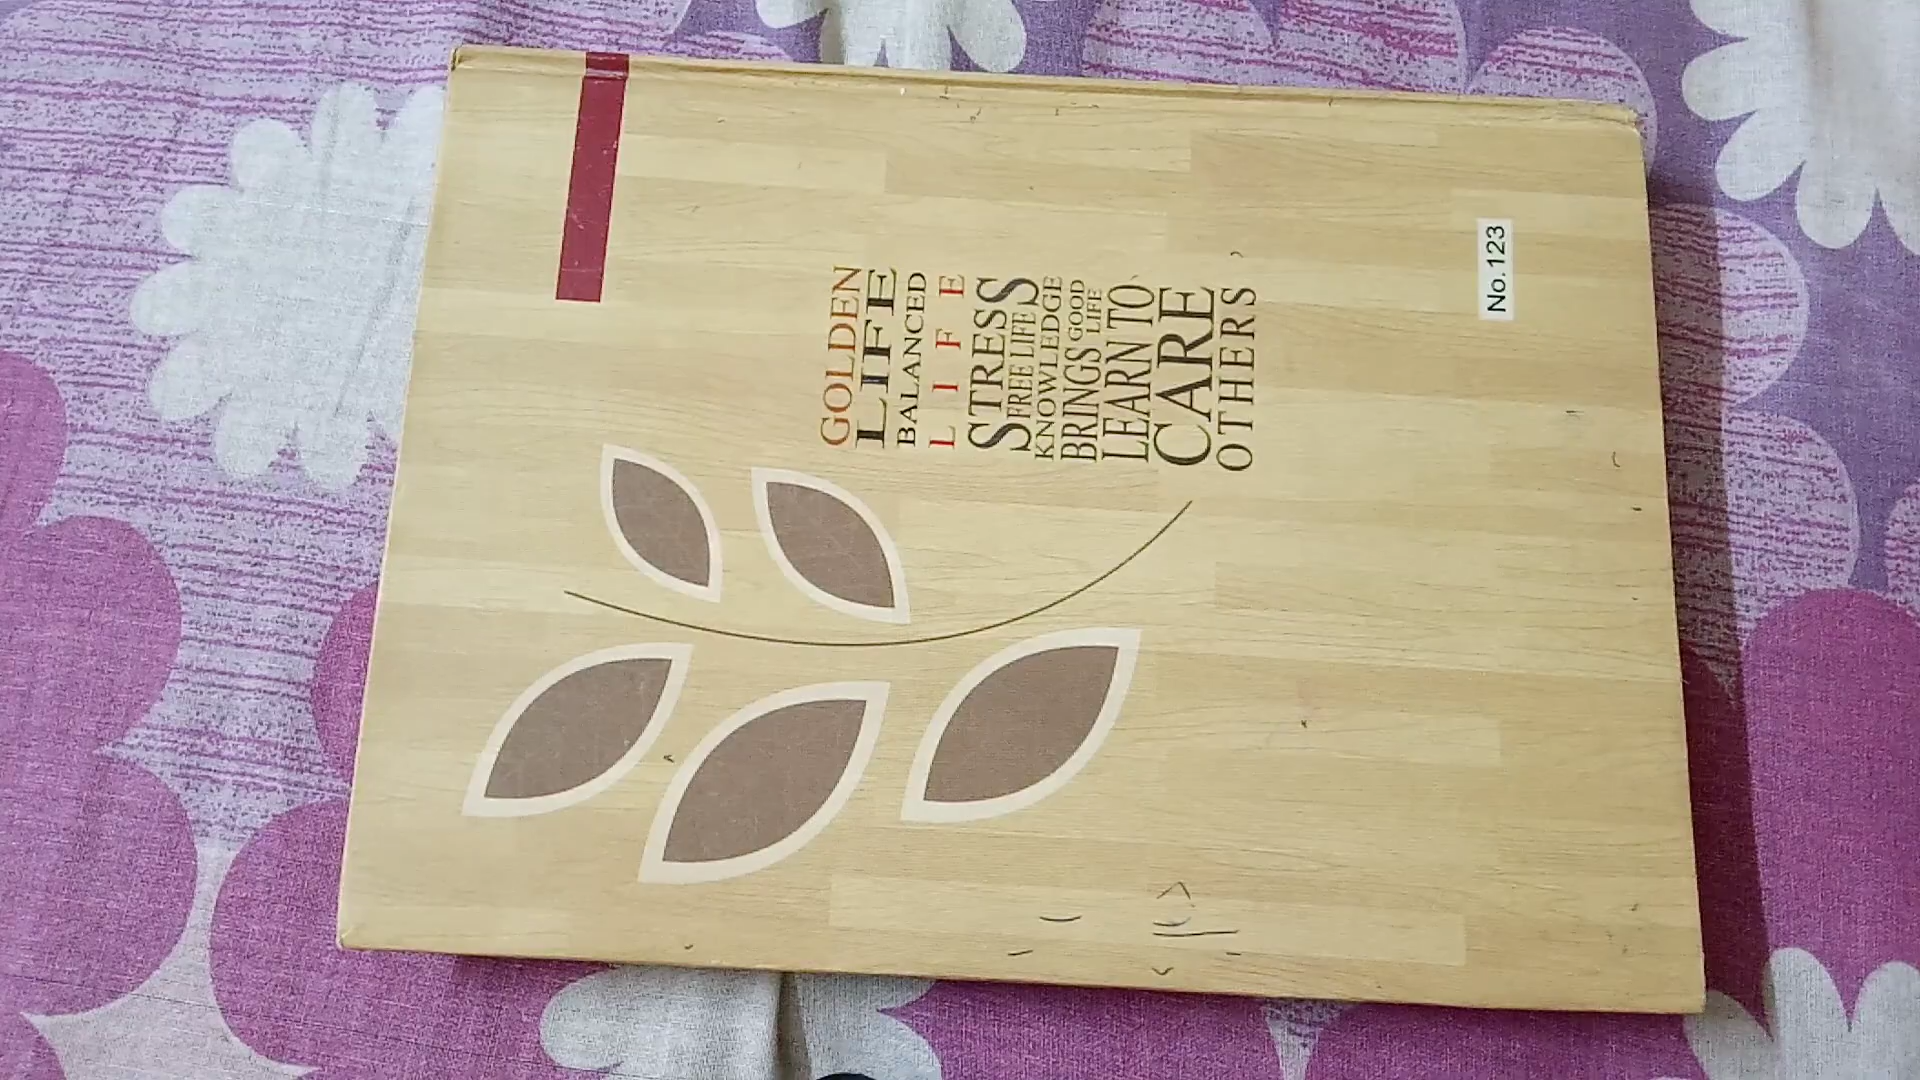 GOLDEN
LIFE
BALANCED
LIFE
STRESS
FREE LIFE
KNOWLEDGE
BRINGS GOOD LIFE
LEARN TO
CARE
OTHERS
No.123